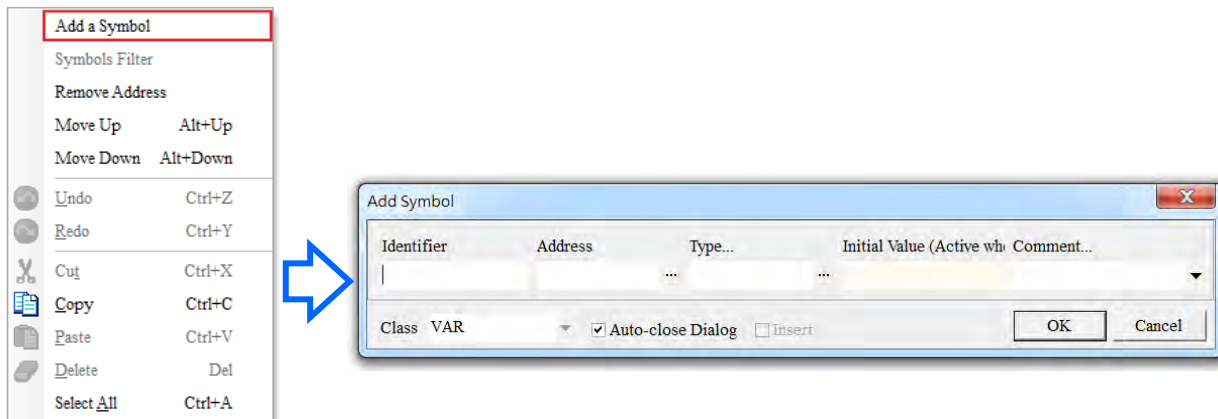 Add a Symbol
Symbols Filter
Remove Address
Move Up Alt+Up
Move Down Alt+Down
Undo Ctrl+Z
Redo Ctrl+Y
Cut Ctrl+X
Copy Ctrl+C
Paste Ctrl+V
Delete Del
Select All Ctrl+A
Add Symbol
Identifier Address Type... Initial Value (Active whe Comment...
... ...
Class VAR Auto-close Dialog Insert OK Cancel